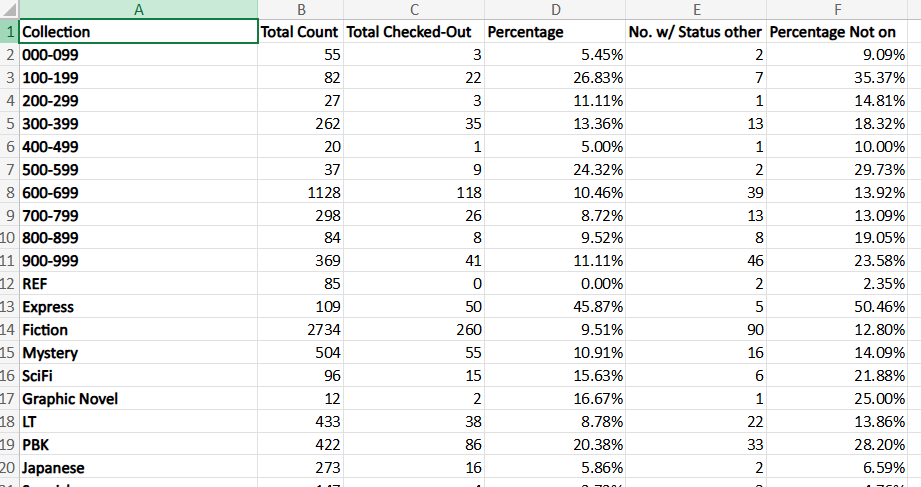 A B C D E F
1 Collection Total Count Total Checked-Out Percentage No. w/ Status other Percentage Not on
2 000-099 55 3 5.45% 2 9.09%
3 100-199 82 22 26.83% 7 35.37%
4 200-299 27 3 11.11% 1 14.81%
5 300-399 262 35 13.36% 13 18.32%
6 400-499 20 1 5.00% 1 10.00%
7 500-599 37 9 24.32% 2 29.73%
8 600-699 1128 118 10.46% 39 13.92%
9 700-799 298 26 8.72% 13 13.09%
10 800-899 84 8 9.52% 8 19.05%
11 900-999 369 41 11.11% 46 23.58%
12 REF 85 0 0.00% 2 2.35%
13 Express 109 50 45.87% 5 50.46%
14 Fiction 2734 260 9.51% 90 12.80%
15 Mystery 504 55 10.91% 16 14.09%
16 SciFi 96 15 15.63% 6 21.88%
17 Graphic Novel 12 2 16.67% 1 25.00%
18 LT 433 38 8.78% 22 13.86%
19 PBK 422 86 20.38% 33 28.20%
20 Japanese 273 16 5.86% 2 6.59%